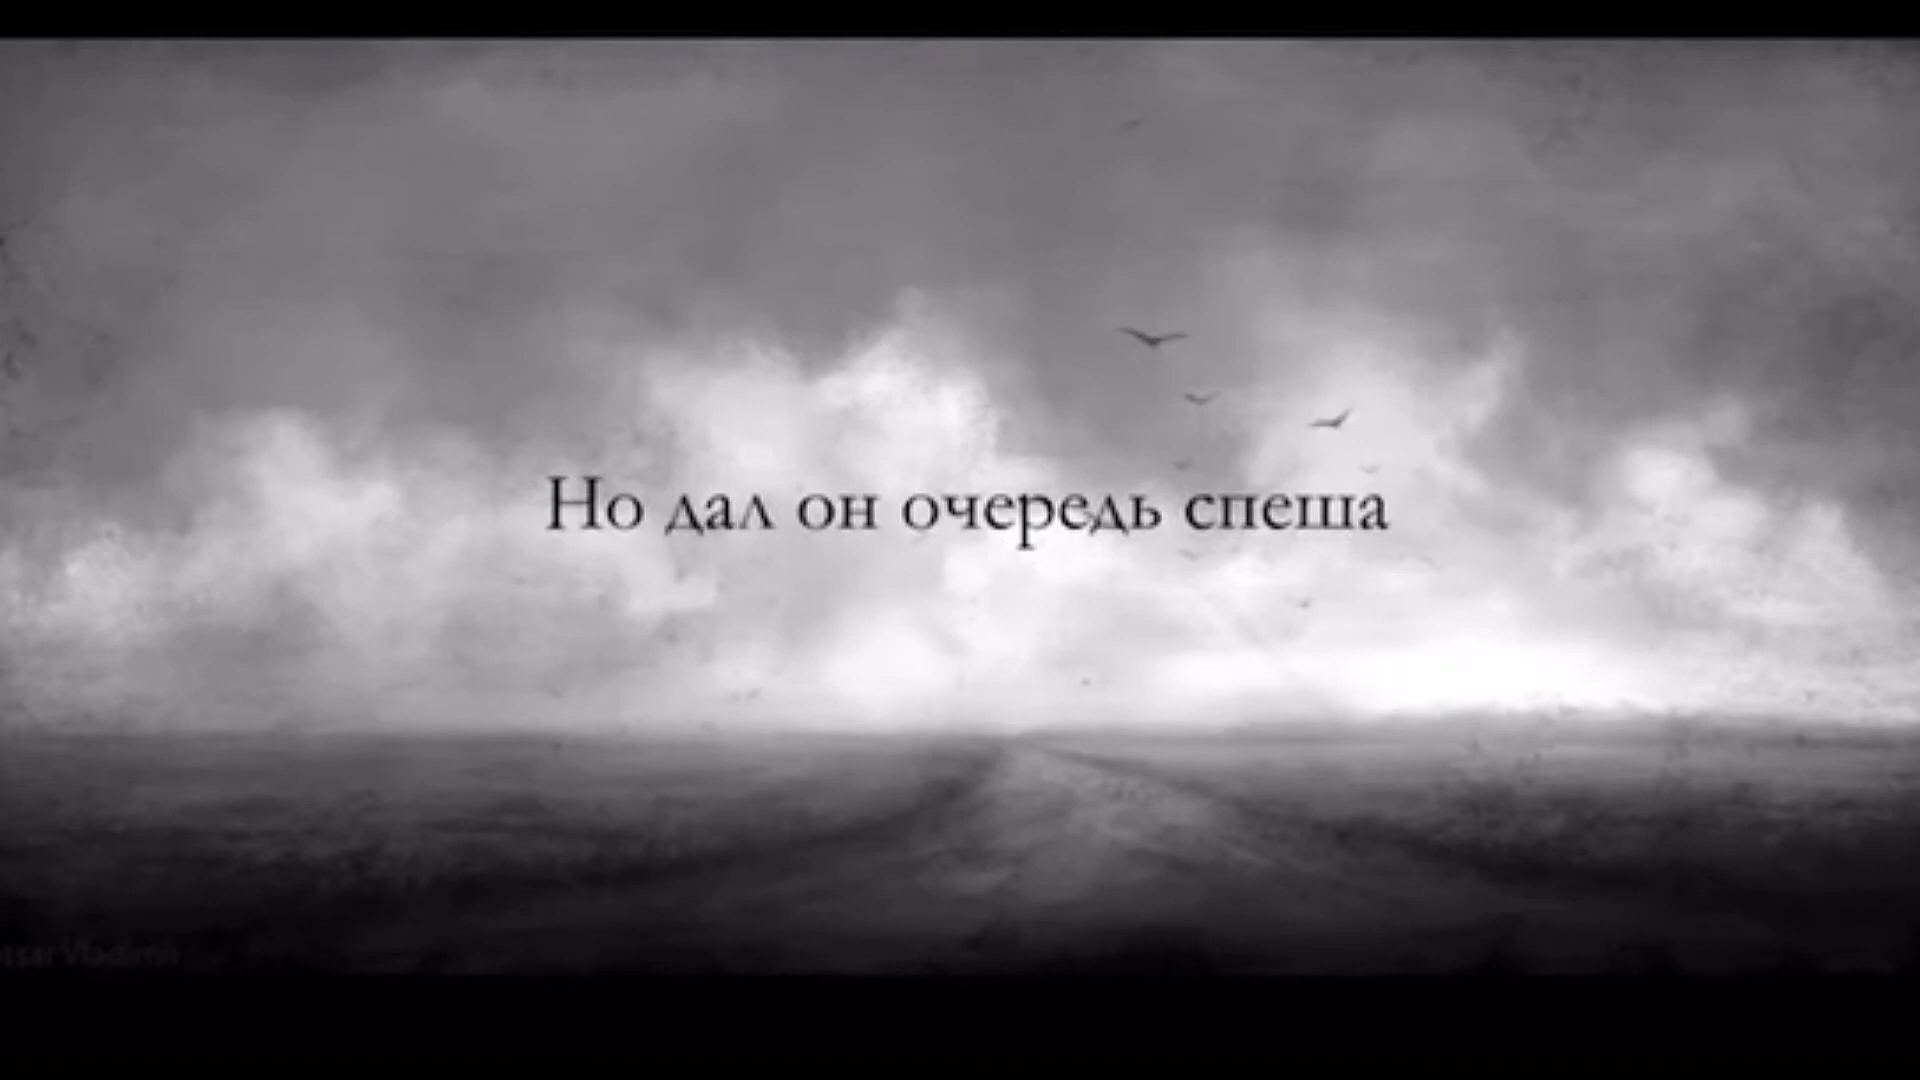 Но дал он очередь спеша